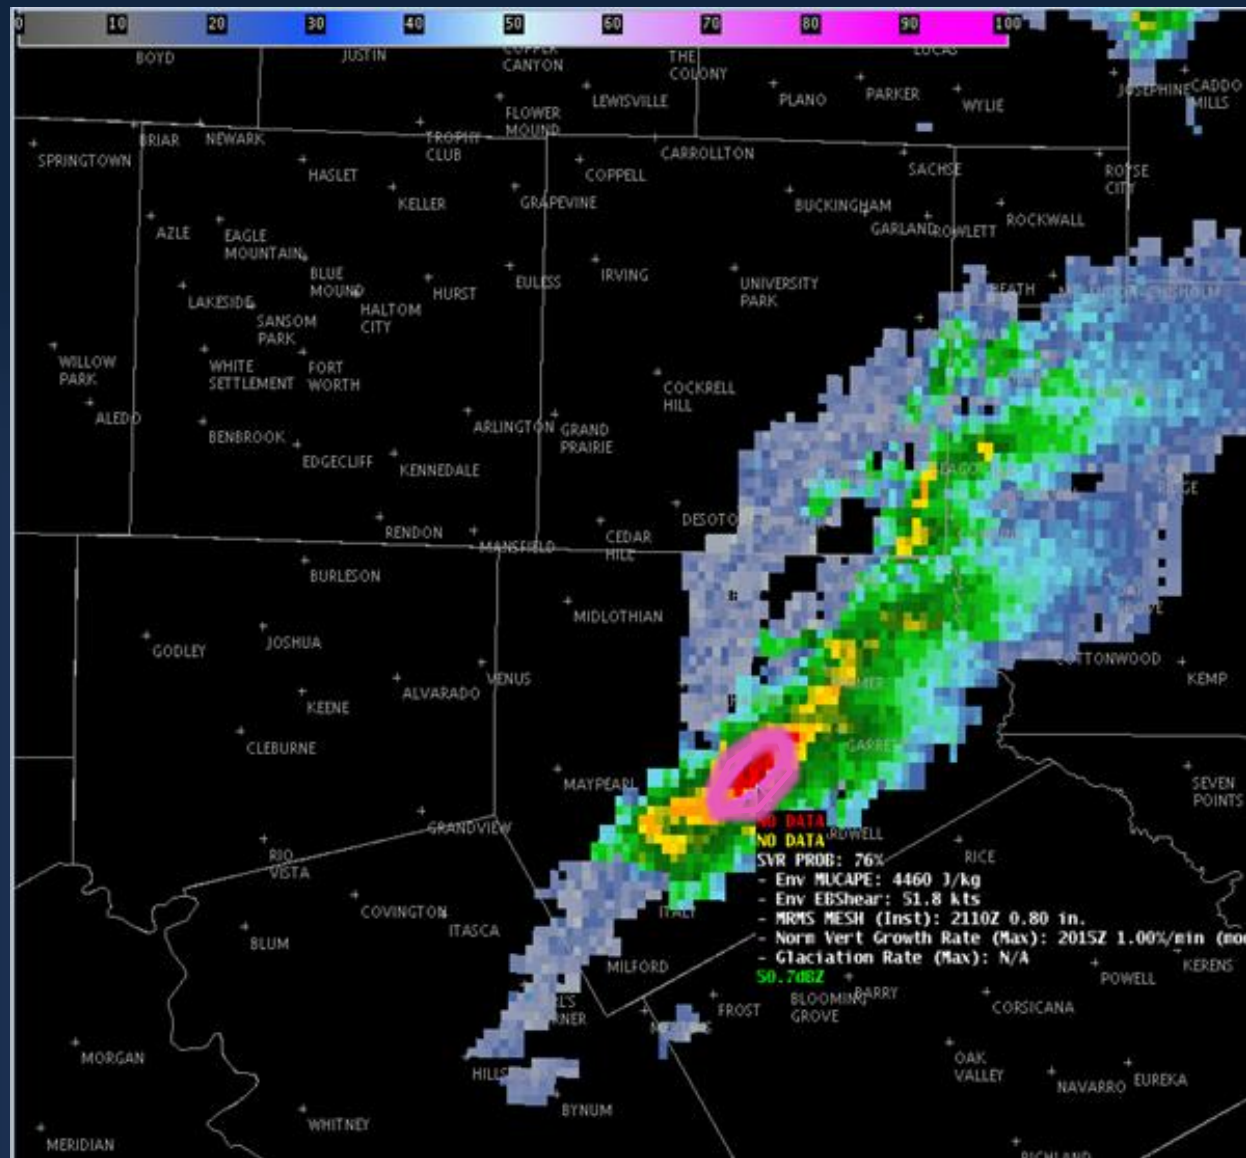 0 10 20 30 40 50 60 70 80 90 100
BOYD
JUSTIN
COPPER
CANYON
THE
COLONY
LUCAS
LEWISVILLE
PLANO
PARKER
WYLIE
JOSEPHINE
CADDO
MILLS
FLOWER
MOUND
BRIAR
NEWARK
TROPHY
CLUB
SPRINGTOWN
HASLET
COPPELL
CARROLLTON
SACHSE
ROYSE
CITY
KELLER
GRAPEVINE
BUCKINGHAM
GARLAND
ROWLETT
ROCKWALL
AZLE
EAGLE
MOUNTAIN
BLUE
MOUND
HURST
EULESS
IRVING
UNIVERSITY
PARK
HEATH
LAKESIDE
SANSOM
PARK
HALTOM
CITY
WILLOW
PARK
WHITE
SETTLEMENT
FORT
WORTH
COCKRELL
HILL
ALEDO
BENBROOK
EDGECLIFF
KENNEDALE
ARLINGTON
GRAND
PRAIRIE
RENDON
MANSFIELD
CEDAR
HILL
DESOTO
BURLESON
MIDLOTHIAN
GODLEY
JOSHUA
ALVARADO
VENUS
COTTONWOOD
KEMP
KEENE
CLEBURNE
MAYPEARL
SEVEN
POINTS
GRANDVIEW
RIO
VISTA
RICE
NO DATA
NO DATA
SVR PROB: 76%
- Env MUCAPE: 4460 J/kg
- Env EBShear: 51.8 kts
- MRMS MESH (Inst): 2110Z 0.80 in.
- Norm Vert Growth Rate (Max): 2015Z 1.00%/min (mod
- Glaciation Rate (Max): N/A
50.7dBZ
COVINGTON
ITASCA
ITALY
BLUM
MILFORD
FROST
BLOOMING
GROVE
BARRY
POWELL
KERENS
CORSICANA
MORGAN
OAK
VALLEY
NAVARRO
EUREKA
BYNUM
WHITNEY
MERIDIAN
RICHLAND